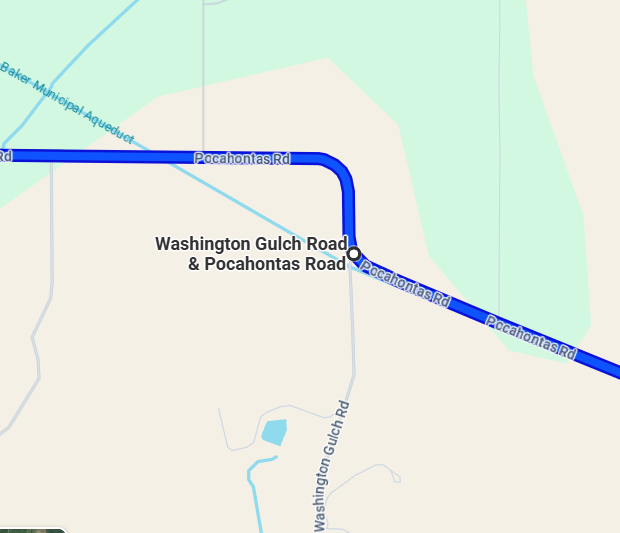 Baker Municipal Aqueduct
Rd
Pocahontas Rd
Washington Gulch Road
& Pocahontas Road
Pocahontas Rd
Pocahontas Rd
Washington Gulch Rd